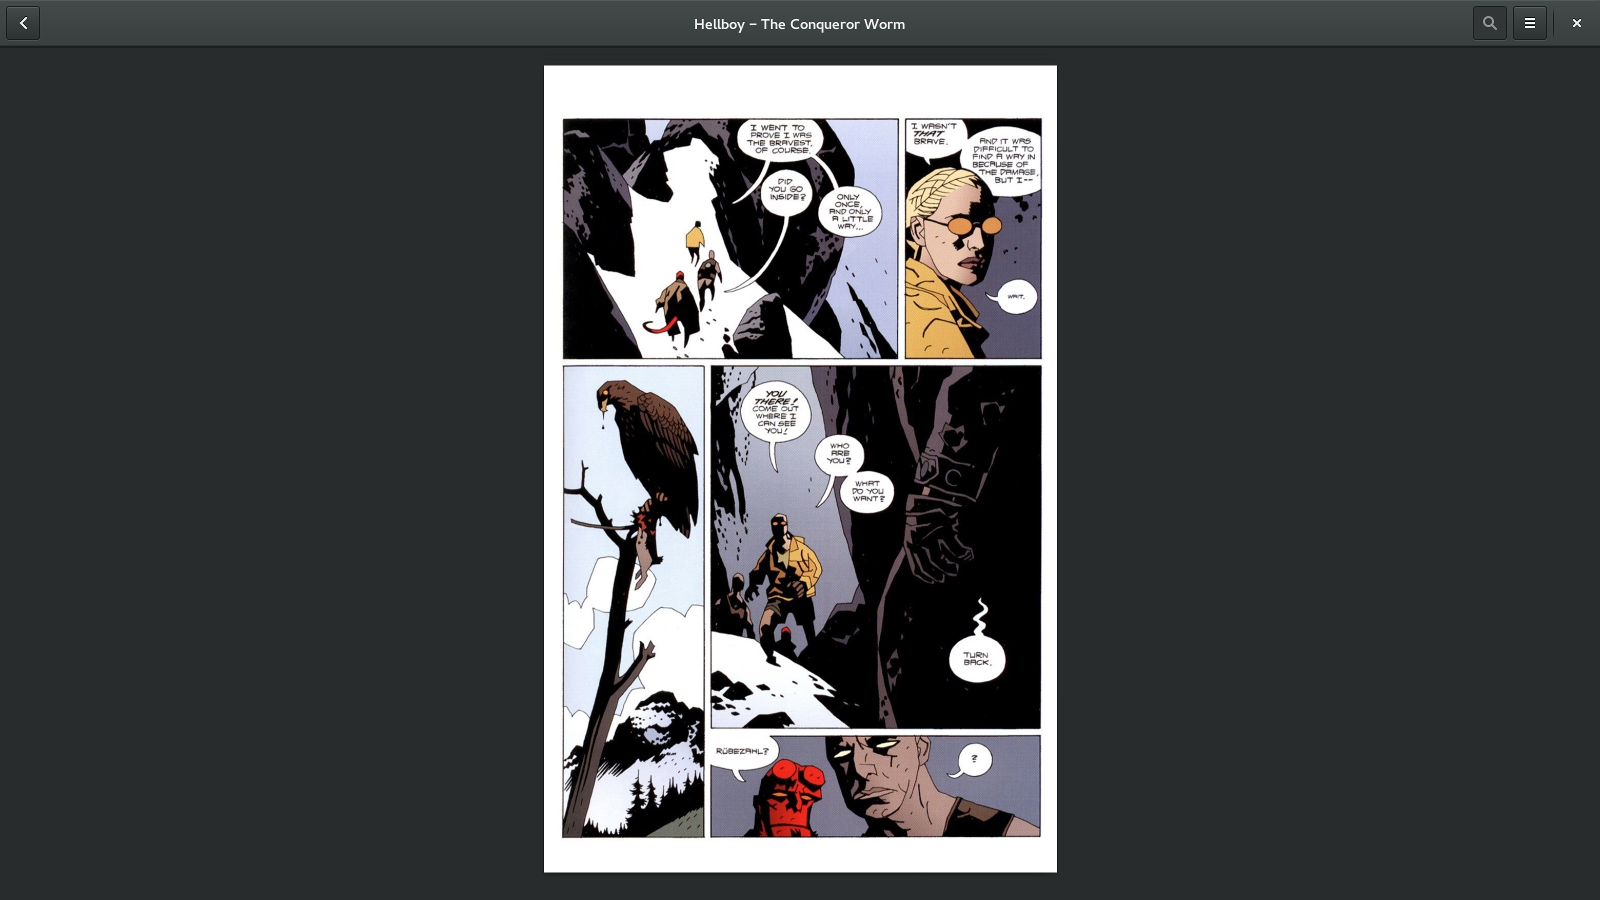 Hellboy – The Conqueror Worm
I WENT TO
PROVE I WAS
THE BRAVEST,
OF COURSE.
DID
YOU GO
INSIDE?
ONLY
ONCE,
AND ONLY
A LITTLE
WAY...
I WASN'T
THAT
BRAVE.
AND IT WAS
DIFFICULT TO
FIND A WAY IN
BECAUSE OF
THE DAMAGE,
BUT I--
WAIT.
YOU
THERE!
COME OUT
WHERE I
CAN SEE
YOU!
WHO
ARE
YOU?
WHAT
DO YOU
WANT?
TURN
BACK.
RÜBEZAHL?
?